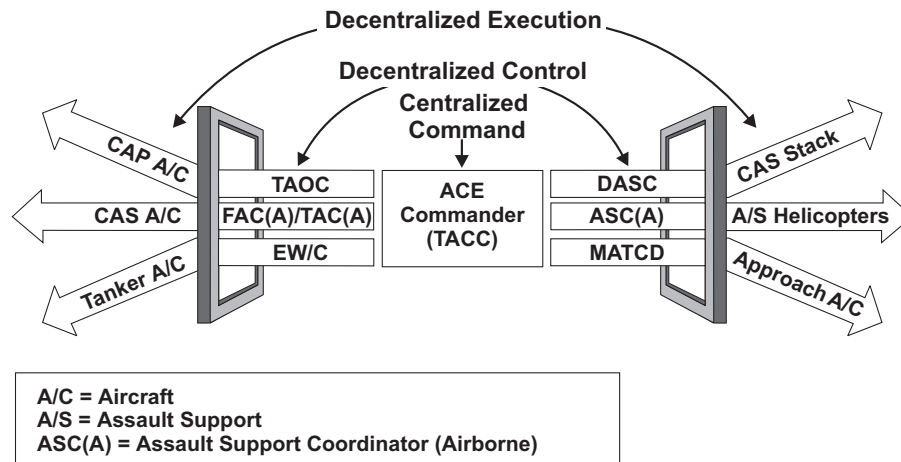 Decentralized Execution
Decentralized Control
Centralized
Command
CAP A/C
CAS A/C
Tanker A/C
TAOC
FAC(A)/TAC(A)
EW/C
ACE
Commander
(TACC)
DASC
ASC(A)
MATCD
CAS Stack
A/S Helicopters
Approach A/C
A/C = Aircraft
A/S = Assault Support
ASC(A) = Assault Support Coordinator (Airborne)